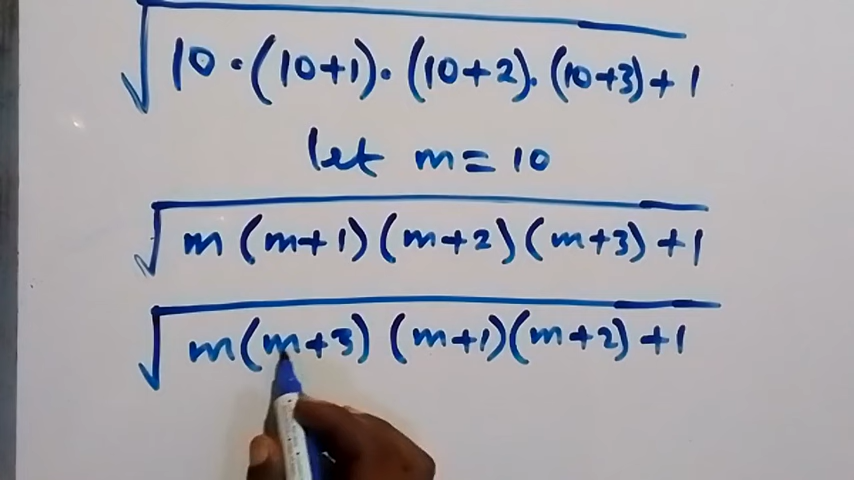 √10·(10+1)·(10+2)·(10+3)+1
let m=10
√m(m+1)(m+2)(m+3)+1
√m(m+3)(m+1)(m+2)+1